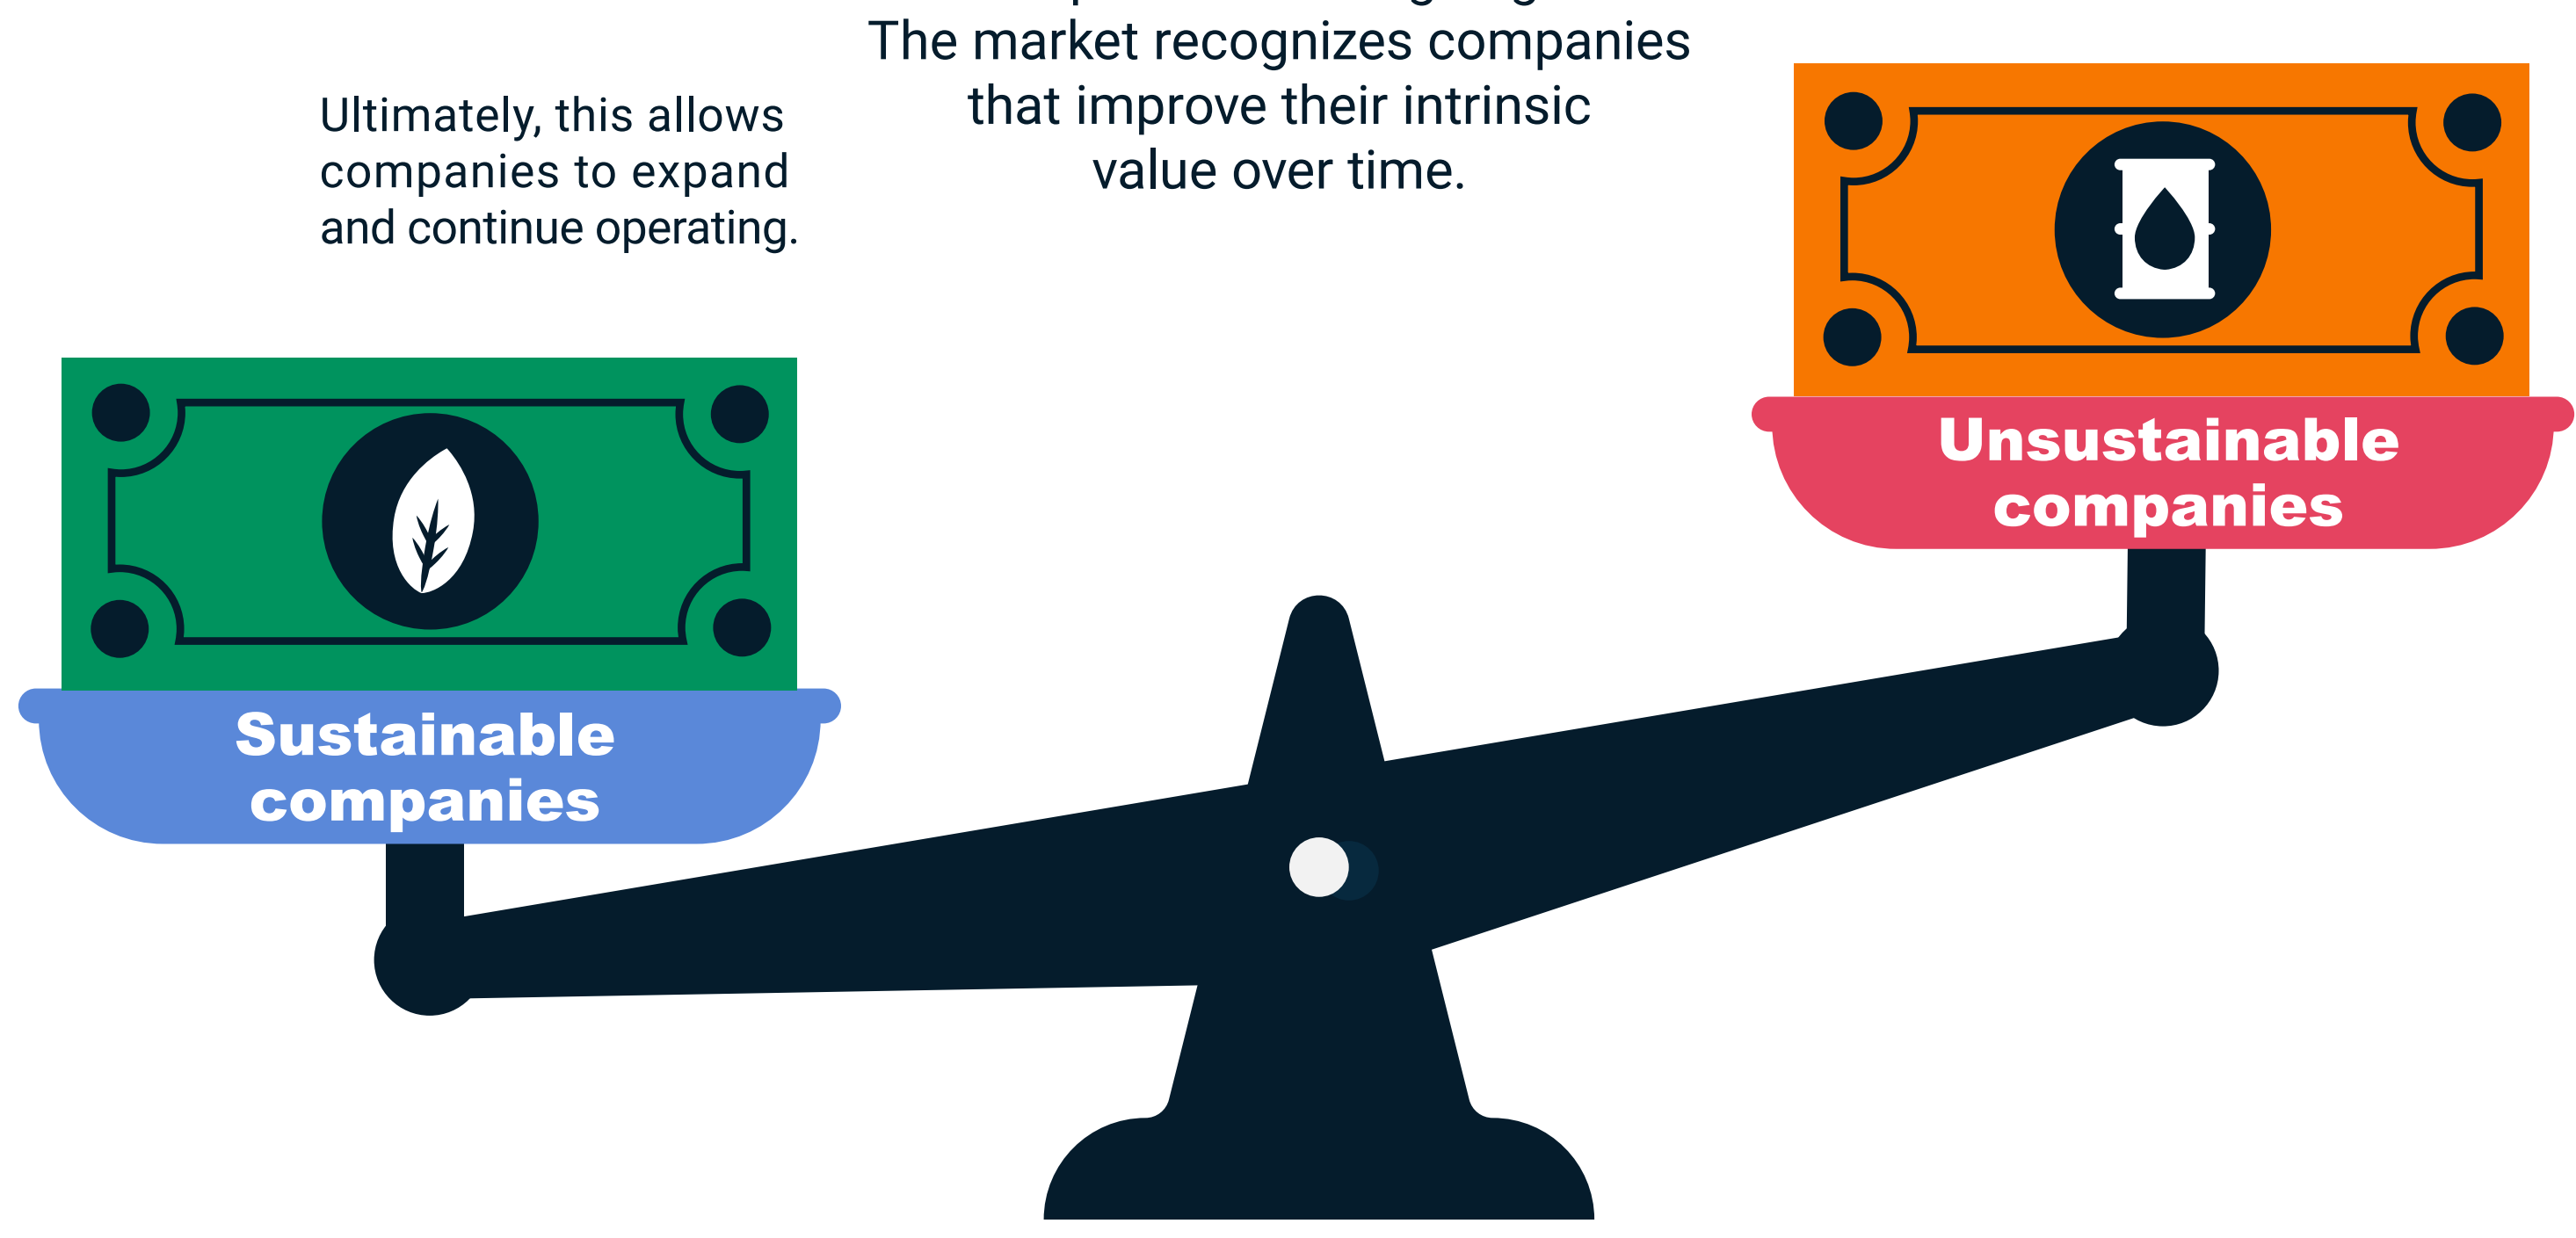 The market recognizes companies
that improve their intrinsic
value over time.
Ultimately, this allows
companies to expand
and continue operating.
Unsustainable
companies
Sustainable
companies